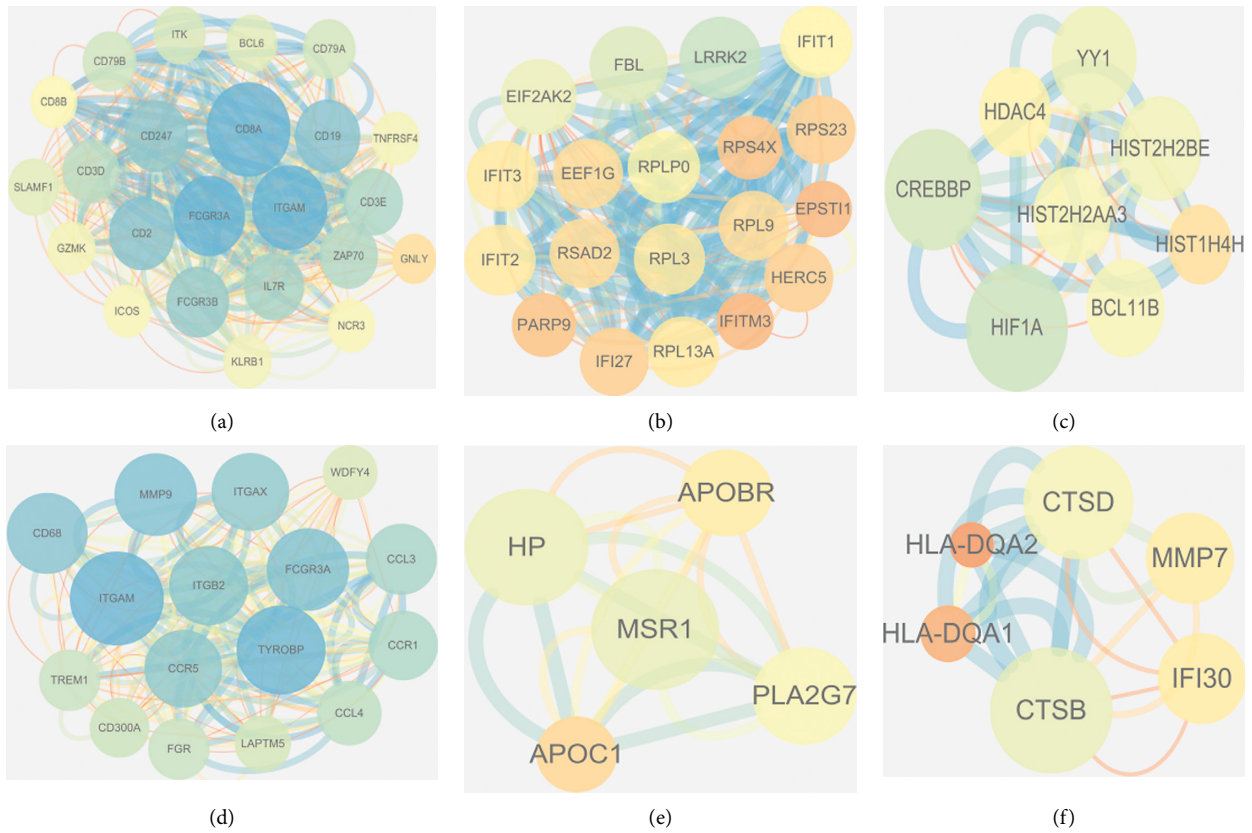 ITK
BCL6
CD79A
CD79B
CD8B
CD247
CD8A
CD19
TNFRSF4
SLAMF1
CD3D
FCGR3A
ITGAM
CD3E
GZMK
CD2
ZAP70
GNLY
ICOS
FCGR3B
IL7R
NCR3
KLRB1
(a)
IFIT1
FBL
LRRK2
EIF2AK2
RPS23
RPS4X
IFIT3
EEF1G
RPLP0
EPSTI1
RPL9
IFIT2
RSAD2
RPL3
HERC5
PARP9
IFITM3
IFI27
RPL13A
(b)
YY1
HDAC4
HIST2H2BE
CREBBP
HIST2H2AA3
HIST1H4H
BCL11B
HIF1A
(c)
WDFY4
MMP9
ITGAX
CD68
CCL3
FCGR3A
ITGB2
ITGAM
CCR1
TYROBP
CCR5
TREM1
CCL4
CD300A
FGR
LAPTM5
(d)
APOBR
HP
MSR1
PLA2G7
APOC1
(e)
CTSD
HLA-DQA2
MMP7
HLA-DQA1
IFI30
CTSB
(f)